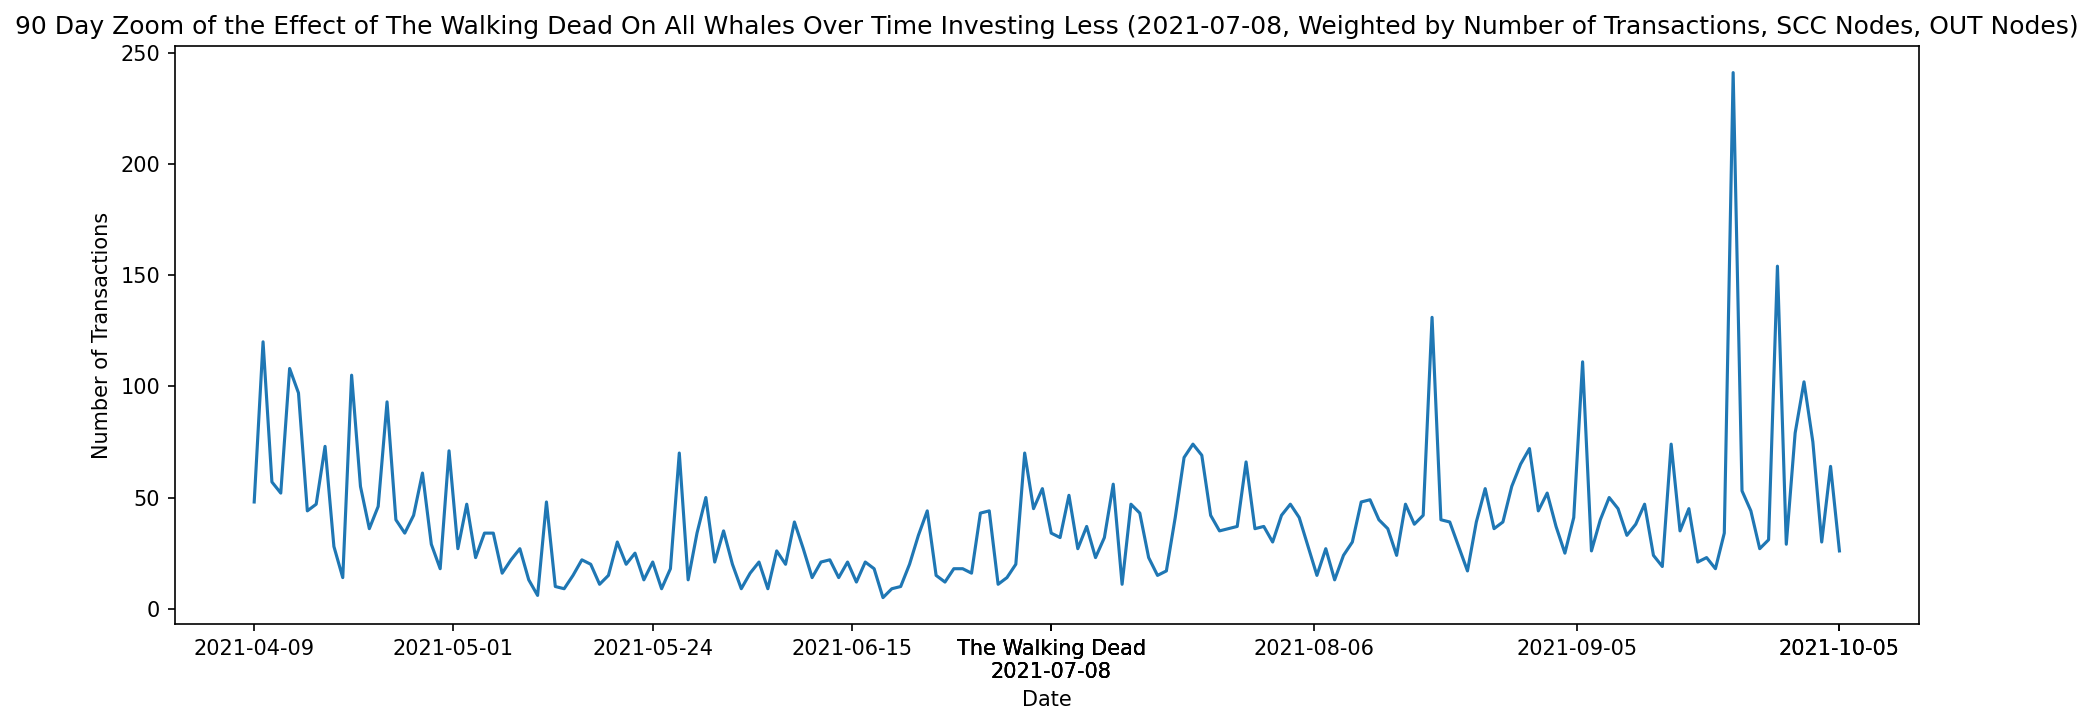 90 Day Zoom of the Effect of The Walking Dead On All Whales Over Time Investing Less (2021-07-08, Weighted by Number of Transactions, SCC Nodes, OUT Nodes)
250
200
150
100
50
0
Number of Transactions
2021-04-09 2021-05-01 2021-05-24 2021-06-15 The Walking Dead 2021-08-06 2021-09-05 2021-10-05
2021-07-08
Date